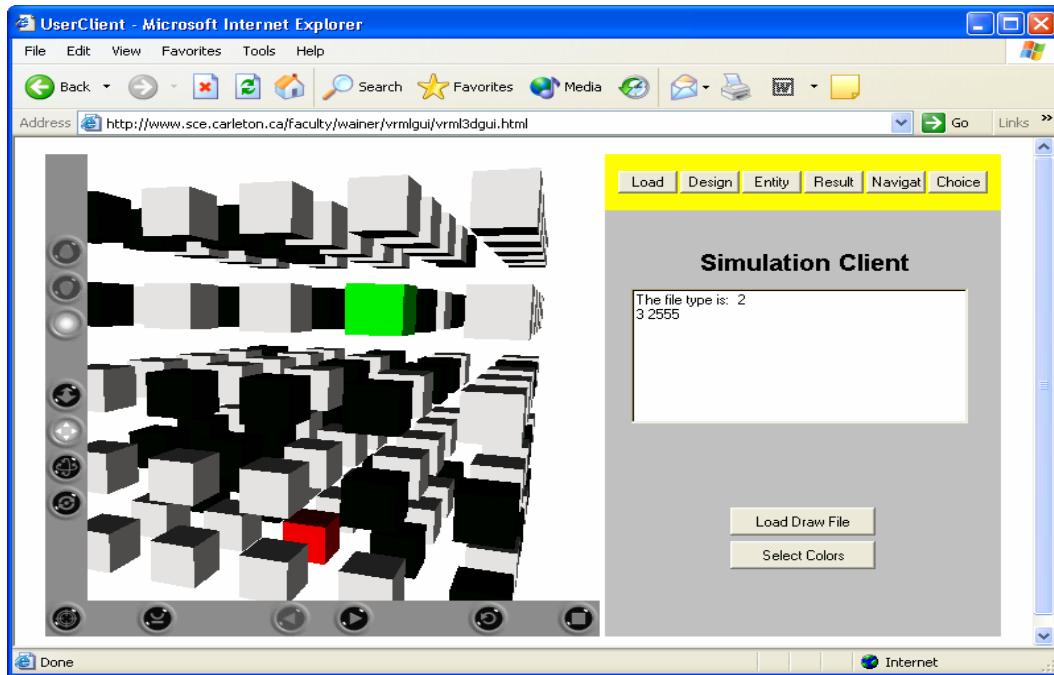 UserClient - Microsoft Internet Explorer
File Edit View Favorites Tools Help
Back Search Favorites Media
Address http://www.sce.carleton.ca/faculty/wainer/vrmlgui/vrml3dgui.html Go Links »
Load Design Entity Result Navigat Choice
Simulation Client
The file type is: 2
3 2555
Load Draw File
Select Colors
Done Internet